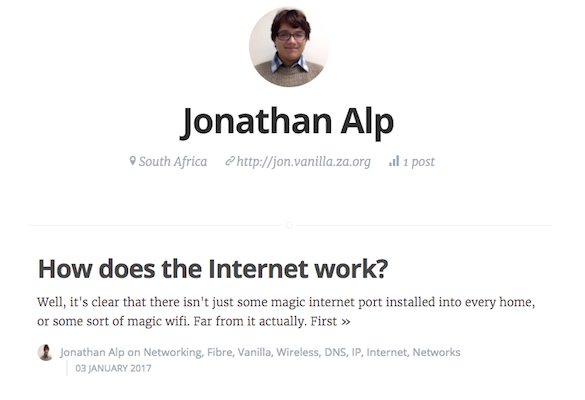 Jonathan Alp
South Africa http://jon.vanilla.za.org 1 post
How does the Internet work?
Well, it's clear that there isn't just some magic internet port installed into every home,
or some sort of magic wifi. Far from it actually. First »
Jonathan Alp on Networking, Fibre, Vanilla, Wireless, DNS, IP, Internet, Networks
03 JANUARY 2017